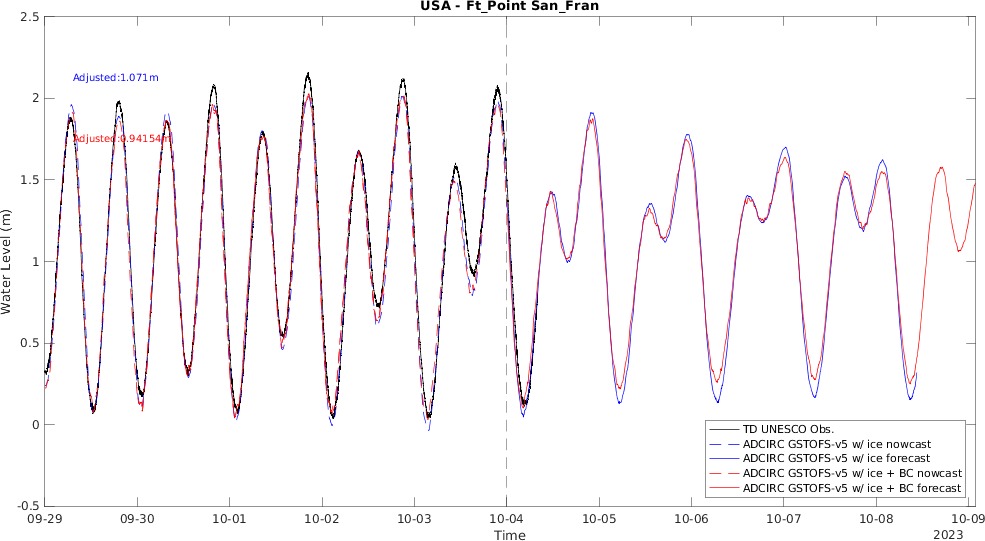 USA - Ft_Point San_Fran
2.5
2
1.5
1
0.5
0
-0.5
Water Level (m)
Adjusted:1.071m
Adjusted:0.94154m
TD UNESCO Obs.
ADCIRC GSTOFS-v5 w/ ice nowcast
ADCIRC GSTOFS-v5 w/ ice forecast
ADCIRC GSTOFS-v5 w/ ice + BC nowcast
ADCIRC GSTOFS-v5 w/ ice + BC forecast
09-29 09-30 10-01 10-02 10-03 10-04 10-05 10-06 10-07 10-08 10-09
Time
2023